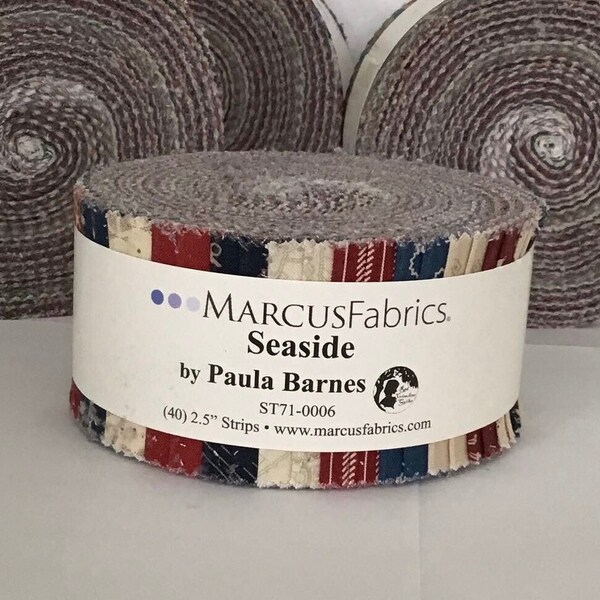 MARCUSFabrics®
Seaside
by Paula Barnes
ST71-0006
(40) 2.5” Strips • www.marcusfabrics.com